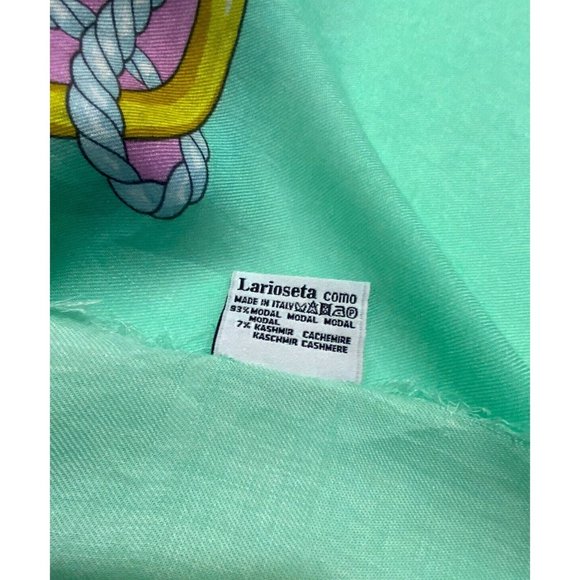 Larioseta como
MADE IN ITALY
93% MODAL MODAL MODAL
MODAL
7% KASHMIR CACHEMIRE
KASCHMIR CASHMERE